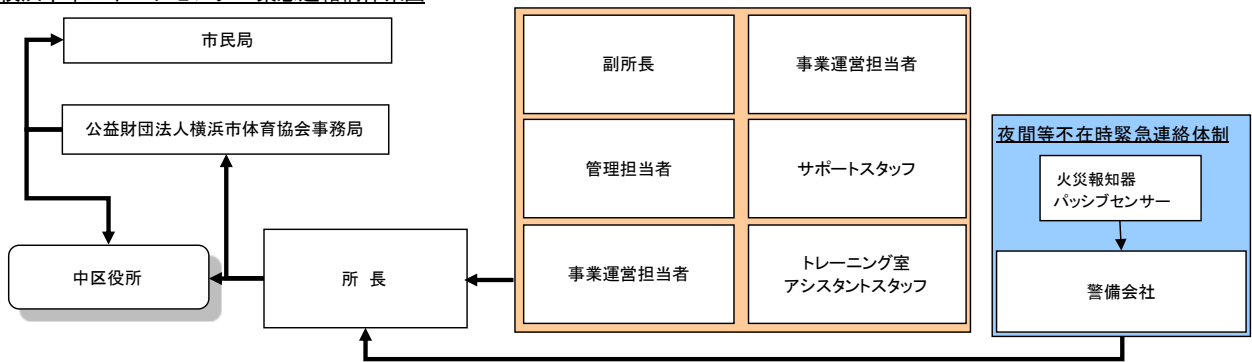 市民局
公益財団法人横浜市体育協会事務局
中区役所
所 長
副所長
事業運営担当者
管理担当者
サポートスタッフ
事業運営担当者
トレーニング室
アシスタントスタッフ
夜間等不在時緊急連絡体制
火災報知器
パッシブセンサー
警備会社